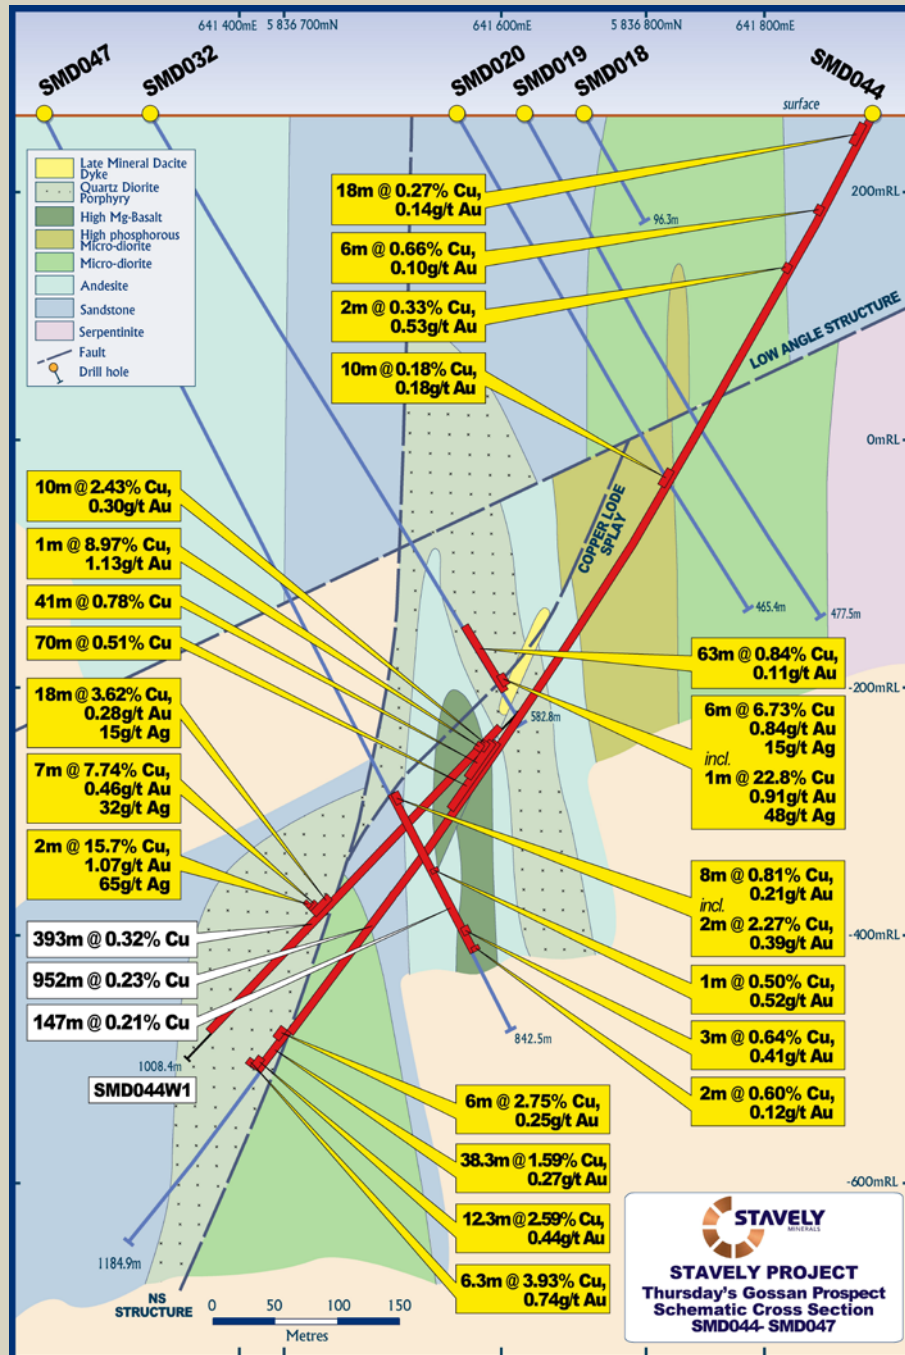 641 400mE
5 836 700mN
641 600mE
5 836 800mN
641 800mE
SMD047
SMD032
SMD020
SMD019
SMD018
SMD044
surface
Late Mineral Dacite
Dyke
Quartz Diorite
Porphyry
High Mg-Basalt
High phosphorous
Micro-diorite
Micro-diorite
Andesite
Sandstone
Serpentinite
Fault
Drill hole
18m @ 0.27% Cu,
0.14g/t Au
6m @ 0.66% Cu,
0.10g/t Au
2m @ 0.33% Cu,
0.53g/t Au
10m @ 0.18% Cu,
0.18g/t Au
96.3m
200mRL
LOW ANGLE STRUCTURE
0mRL
COPPER LODE
SPLAY
10m @ 2.43% Cu,
0.30g/t Au
1m @ 8.97% Cu,
1.13g/t Au
41m @ 0.78% Cu
70m @ 0.51% Cu
18m @ 3.62% Cu,
0.28g/t Au
15g/t Ag
7m @ 7.74% Cu,
0.46g/t Au
32g/t Ag
2m @ 15.7% Cu,
1.07g/t Au
65g/t Ag
393m @ 0.32% Cu
952m @ 0.23% Cu
147m @ 0.21% Cu
1008.4m
SMD044W1
1184.9m
465.4m
477.5m
63m @ 0.84% Cu,
0.11g/t Au
-200mRL
582.8m
6m @ 6.73% Cu
0.84g/t Au
15g/t Ag
incl.
1m @ 22.8% Cu
0.91g/t Au
48g/t Ag
8m @ 0.81% Cu,
0.21g/t Au
incl.
2m @ 2.27% Cu,
0.39g/t Au
-400mRL
1m @ 0.50% Cu,
0.52g/t Au
3m @ 0.64% Cu,
0.41g/t Au
2m @ 0.60% Cu,
0.12g/t Au
842.5m
6m @ 2.75% Cu,
0.25g/t Au
38.3m @ 1.59% Cu,
0.27g/t Au
12.3m @ 2.59% Cu,
0.44g/t Au
6.3m @ 3.93% Cu,
0.74g/t Au
-600mRL
NS
STRUCTURE
0 50 100 150
Metres
STAVELY
MINERALS
STAVELY PROJECT
Thursday's Gossan Prospect
Schematic Cross Section
SMD044- SMD047